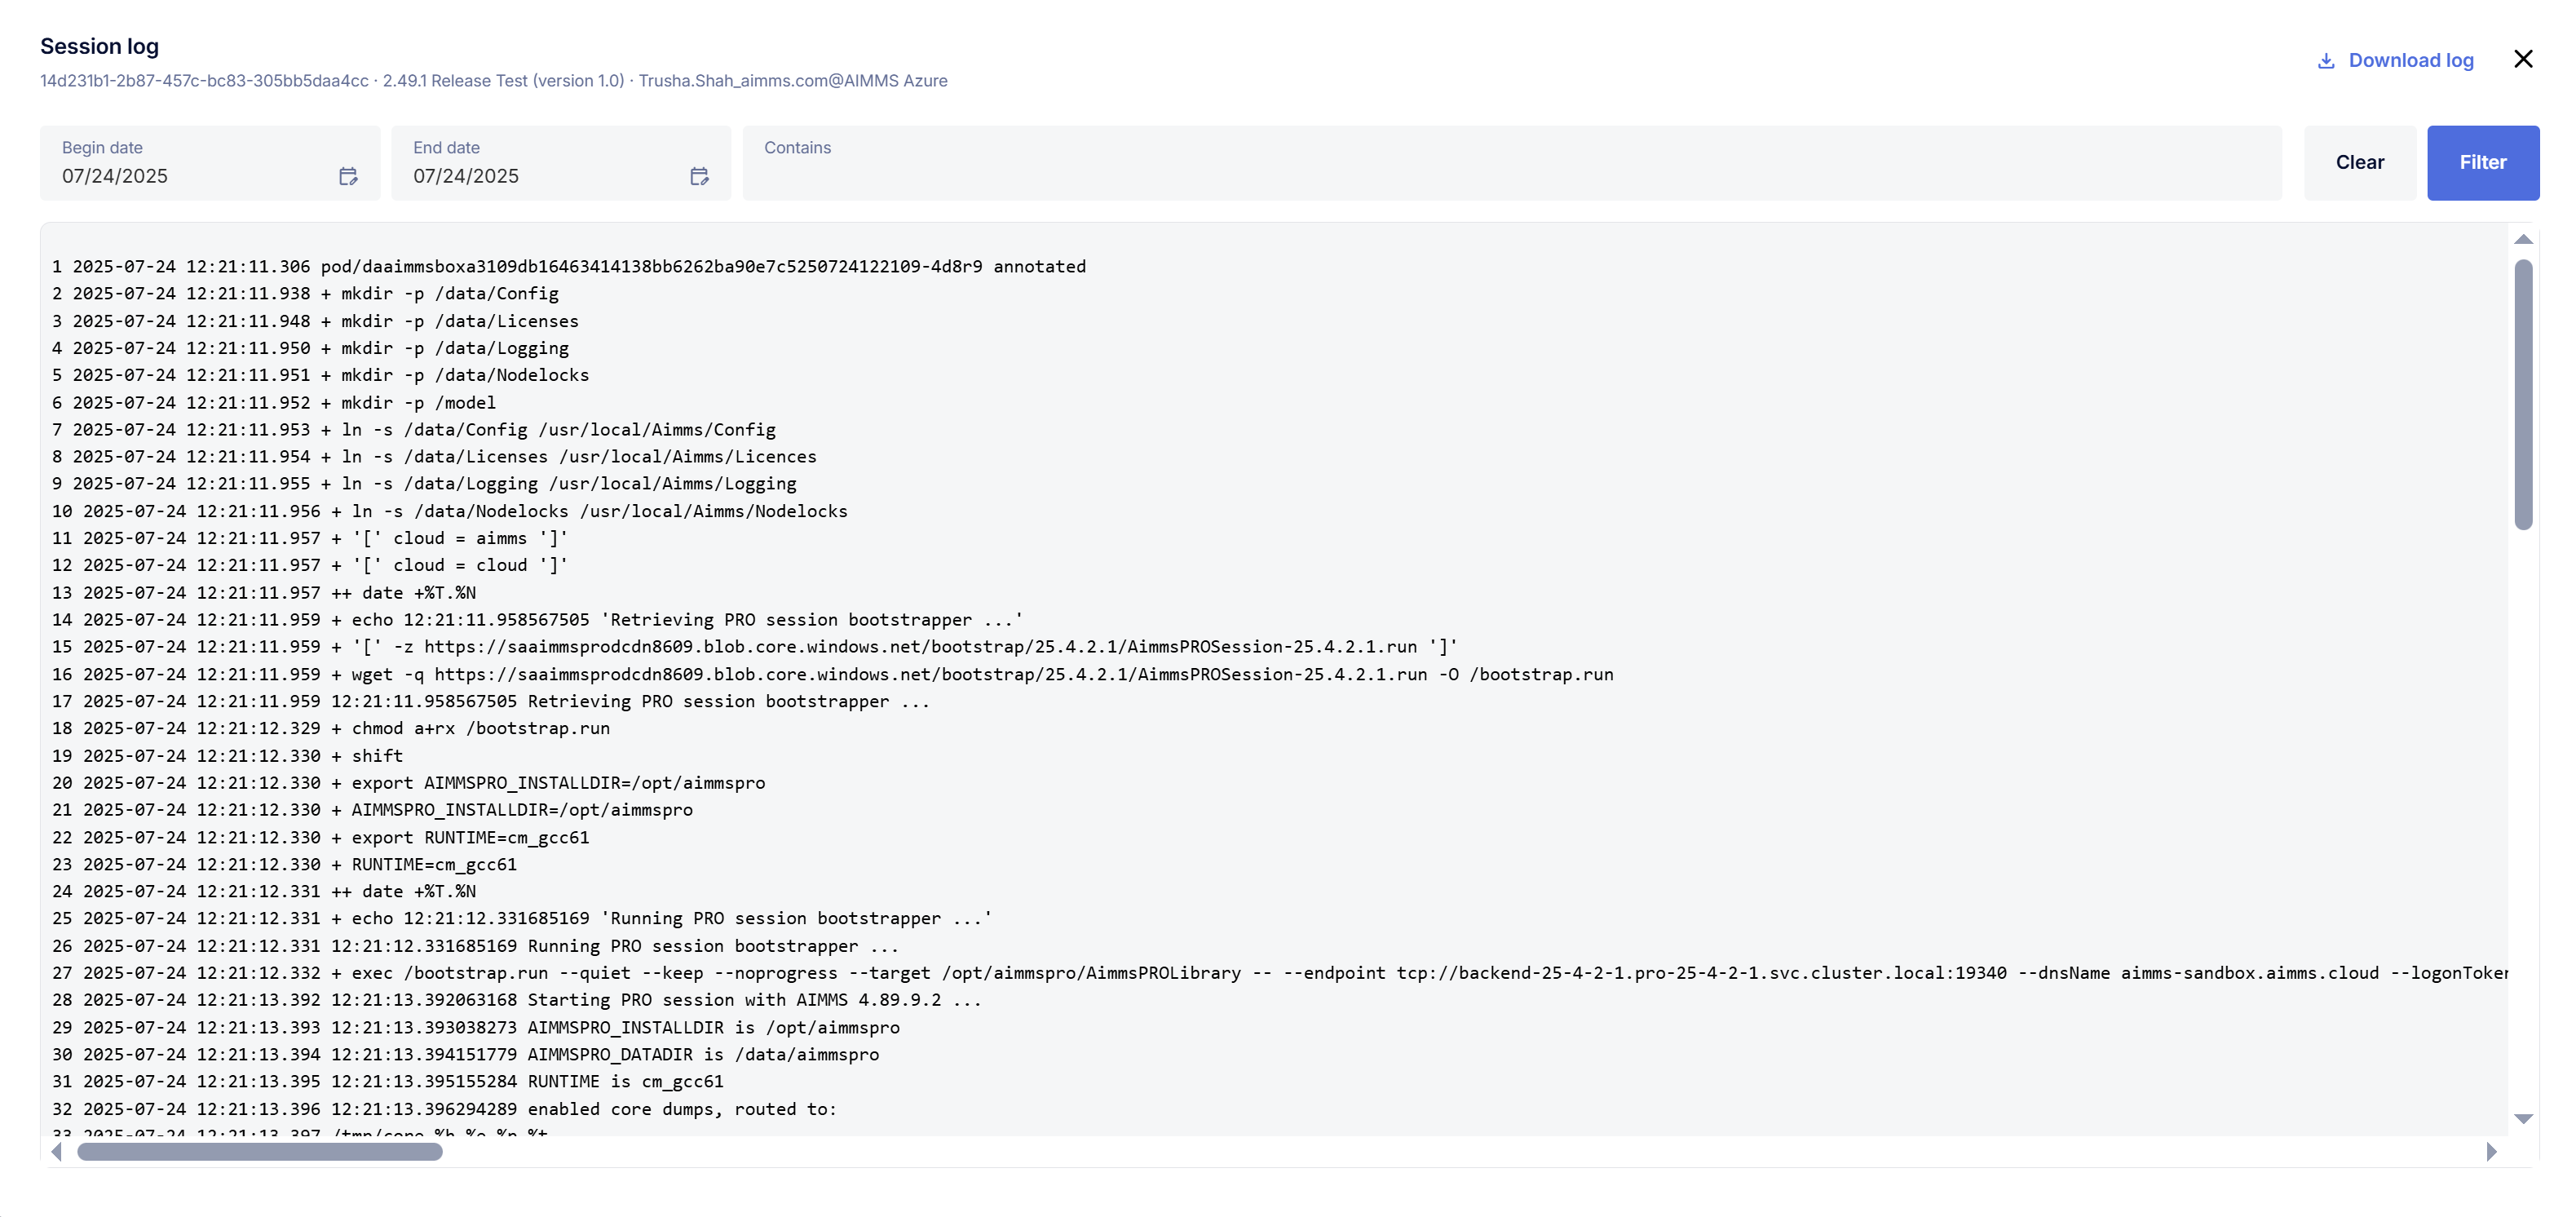 Session log
Download log
14d231b1-2b87-457c-bc83-305bb5daa4cc · 2.49.1 Release Test (version 1.0) · Trusha.Shah_aimms.com@AIMMS Azure
Begin date
07/24/2025
End date
07/24/2025
Contains
Clear
Filter
1 2025-07-24 12:21:11.306 pod/daaimmsboxa3109db16463414138bb6262ba90e7c5250724122109-4d8r9 annotated
2 2025-07-24 12:21:11.938 + mkdir -p /data/Config
3 2025-07-24 12:21:11.948 + mkdir -p /data/Licenses
4 2025-07-24 12:21:11.950 + mkdir -p /data/Logging
5 2025-07-24 12:21:11.951 + mkdir -p /data/Nodelocks
6 2025-07-24 12:21:11.952 + mkdir -p /model
7 2025-07-24 12:21:11.953 + ln -s /data/Config /usr/local/Aimms/Config
8 2025-07-24 12:21:11.954 + ln -s /data/Licenses /usr/local/Aimms/Licences
9 2025-07-24 12:21:11.955 + ln -s /data/Logging /usr/local/Aimms/Logging
10 2025-07-24 12:21:11.956 + ln -s /data/Nodelocks /usr/local/Aimms/Nodelocks
11 2025-07-24 12:21:11.957 + '[' cloud = aimms ']'
12 2025-07-24 12:21:11.957 + '[' cloud = cloud ']'
13 2025-07-24 12:21:11.957 ++ date +%T.%N
14 2025-07-24 12:21:11.959 + echo 12:21:11.958567505 'Retrieving PRO session bootstrapper ...'
15 2025-07-24 12:21:11.959 + '[' -z https://saaimmsprodcdn8609.blob.core.windows.net/bootstrap/25.4.2.1/AimmsPROSession-25.4.2.1.run ']'
16 2025-07-24 12:21:11.959 + wget -q https://saaimmsprodcdn8609.blob.core.windows.net/bootstrap/25.4.2.1/AimmsPROSession-25.4.2.1.run -O /bootstrap.run
17 2025-07-24 12:21:11.959 12:21:11.958567505 Retrieving PRO session bootstrapper ...
18 2025-07-24 12:21:12.329 + chmod a+rx /bootstrap.run
19 2025-07-24 12:21:12.330 + shift
20 2025-07-24 12:21:12.330 + export AIMMSPRO_INSTALLDIR=/opt/aimmspro
21 2025-07-24 12:21:12.330 + AIMMSPRO_INSTALLDIR=/opt/aimmspro
22 2025-07-24 12:21:12.330 + export RUNTIME=cm_gcc61
23 2025-07-24 12:21:12.330 + RUNTIME=cm_gcc61
24 2025-07-24 12:21:12.331 ++ date +%T.%N
25 2025-07-24 12:21:12.331 + echo 12:21:12.331685169 'Running PRO session bootstrapper ...'
26 2025-07-24 12:21:12.331 12:21:12.331685169 Running PRO session bootstrapper ...
27 2025-07-24 12:21:12.332 + exec /bootstrap.run --quiet --keep --noprogress --target /opt/aimmspro/AimmsPROLibrary -- --endpoint tcp://backend-25-4-2-1.pro-25-4-2-1.svc.cluster.local:19340 --dnsName aimms-sandbox.aimms.cloud --logonToken
28 2025-07-24 12:21:13.392 12:21:13.392063168 Starting PRO session with AIMMS 4.89.9.2 ...
29 2025-07-24 12:21:13.393 12:21:13.393038273 AIMMSPRO_INSTALLDIR is /opt/aimmspro
30 2025-07-24 12:21:13.394 12:21:13.394151779 AIMMSPRO_DATADIR is /data/aimmspro
31 2025-07-24 12:21:13.395 12:21:13.395155284 RUNTIME is cm_gcc61
32 2025-07-24 12:21:13.396 12:21:13.396294289 enabled core dumps, routed to:
33 2025-07-24 12:21:13.397